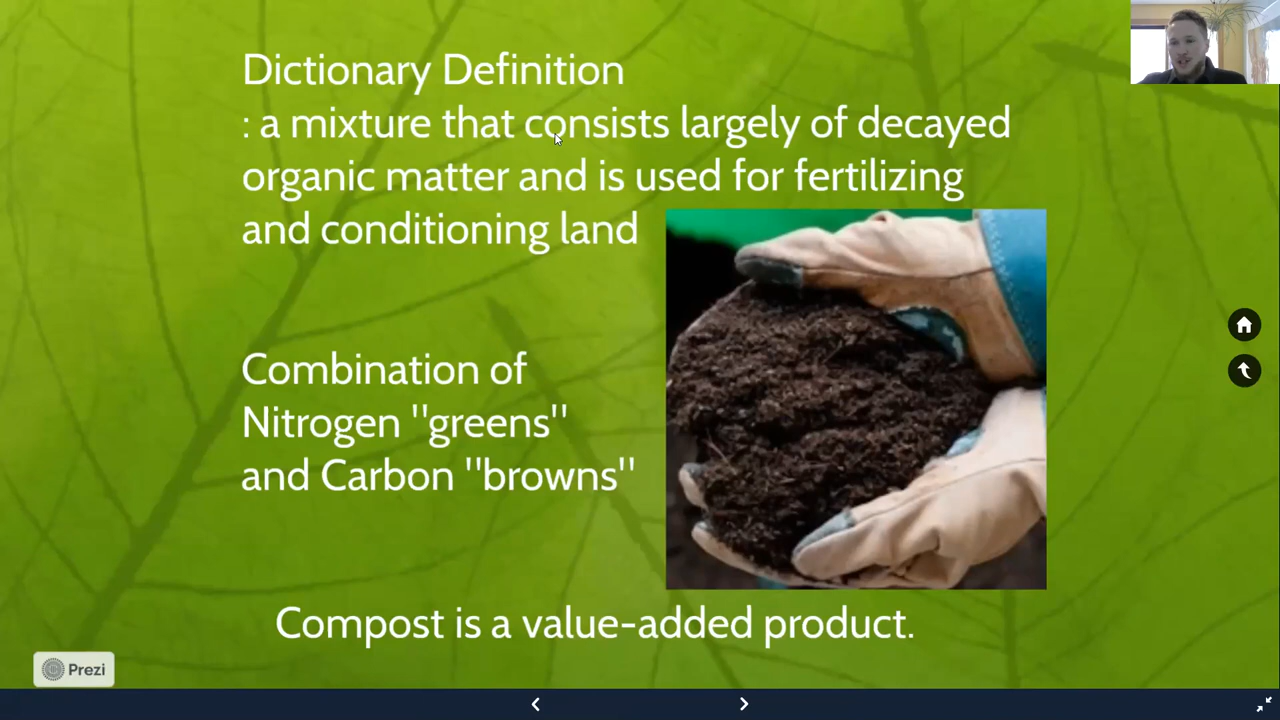 Dictionary Definition
: a mixture that consists largely of decayed
organic matter and is used for fertilizing
and conditioning land
Combination of
Nitrogen "greens"
and Carbon "browns"
Compost is a value-added product.
Prezi